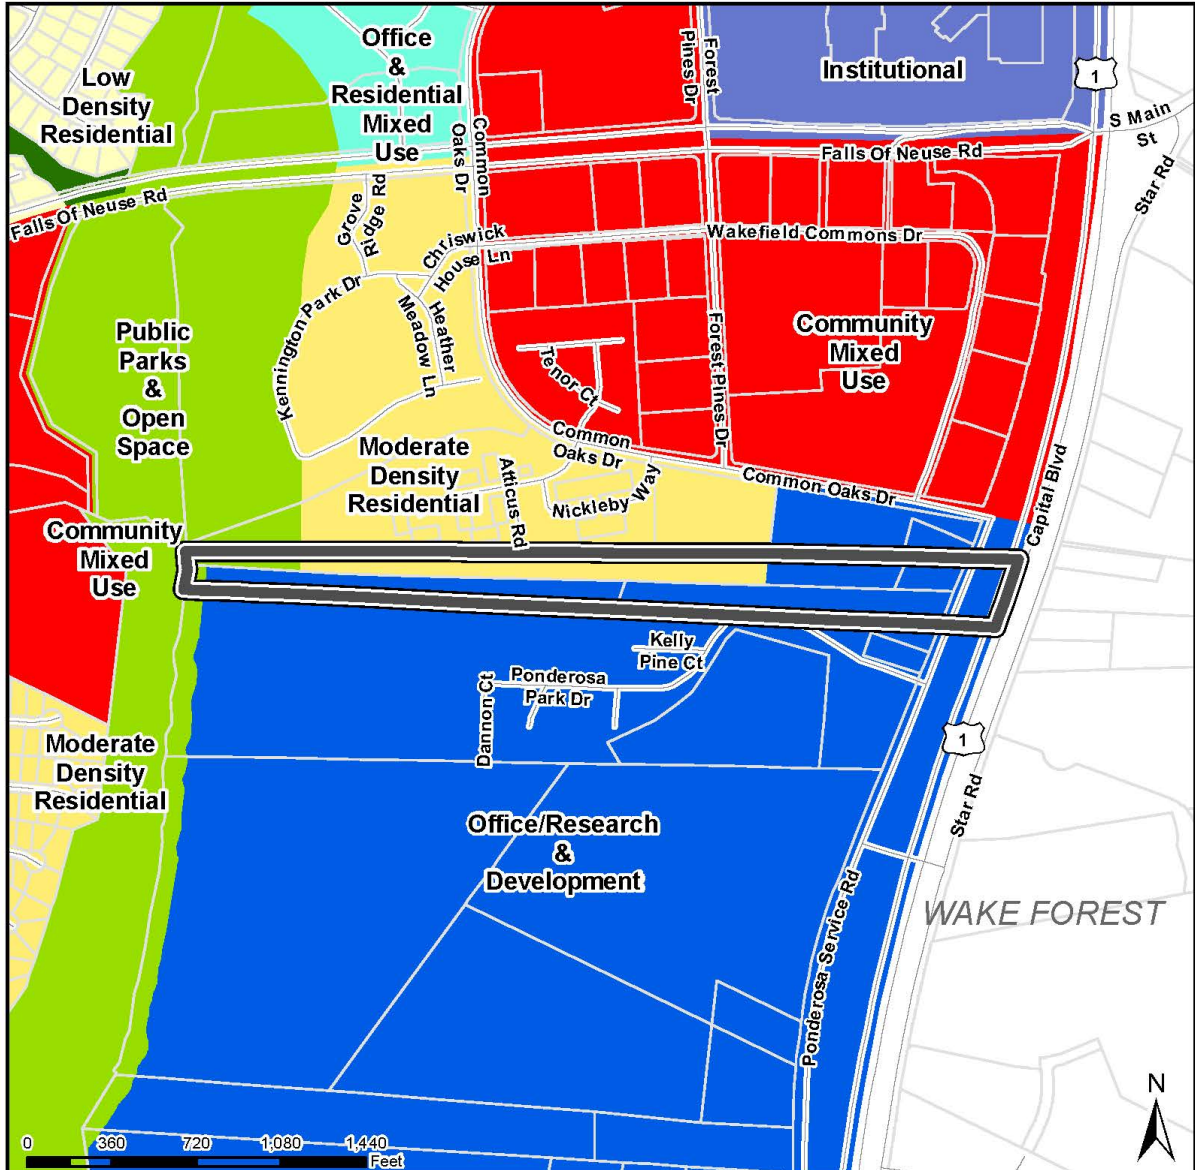 Low
Density
Residential
Office
&
Residential
Mixed
Use
Common
Oaks Dr
Forest
Pines Dr
Institutional
1
S Main
St
Star Rd
Falls Of Neuse Rd
Falls Of Neuse Rd
Grove
Ridge Rd
Chriswick
House Ln
Wakefield Commons Dr
Kennington Park Dr
Heather
Meadow Ln
Public
Parks
&
Open
Space
Community
Mixed
Use
Tenor Ct
Forest Pines Dr
Common
Oaks Dr
Moderate
Density
Residential
Atticus Rd
Nickleby Way
Common Oaks Dr
Capital Blvd
Community
Mixed
Use
Kelly
Pine Ct
Ponderosa
Park Dr
Dannon Ct
1
Star Rd
Moderate
Density
Residential
Office/Research
&
Development
Ponderosa Service Rd
WAKE FOREST
N
0 360 720 1,080 1,440
Feet